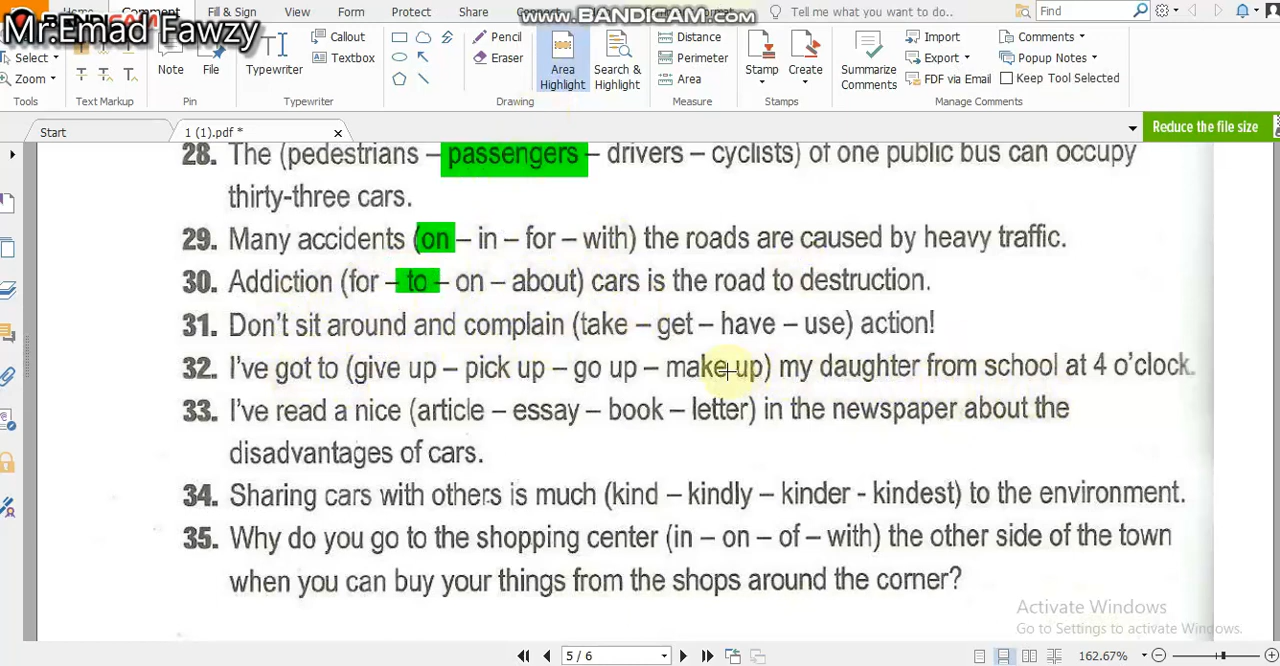 www.BANDICAM.com
Mr.Emad Fawzy
Home Comment Fill & Sign View Form Protect Share Connect Tell me what you want to do.. Find
Select
Zoom
Tools
Text Markup
Note
File
Pin
Typewriter
Callout
Textbox
Typewriter
Pencil
Eraser
Area Highlight
Search & Highlight
Drawing
Distance
Perimeter
Area
Measure
Stamp
Create
Stamps
Summarize Comments
Import
Export
FDF via Email
Comments
Popup Notes
Keep Tool Selected
Manage Comments
Start
1 (1).pdf * ×
Reduce the file size
28. The (pedestrians – passengers – drivers – cyclists) of one public bus can occupy
thirty-three cars.
29. Many accidents (on – in – for – with) the roads are caused by heavy traffic.
30. Addiction (for – to – on – about) cars is the road to destruction.
31. Don't sit around and complain (take – get – have – use) action!
32. I've got to (give up – pick up – go up – make up) my daughter from school at 4 o'clock.
33. I've read a nice (article – essay – book – letter) in the newspaper about the
disadvantages of cars.
34. Sharing cars with others is much (kind – kindly – kinder - kindest) to the environment.
35. Why do you go to the shopping center (in – on – of – with) the other side of the town
when you can buy your things from the shops around the corner?
Activate Windows
Go to Settings to activate Windows.
5 / 6
162.67%